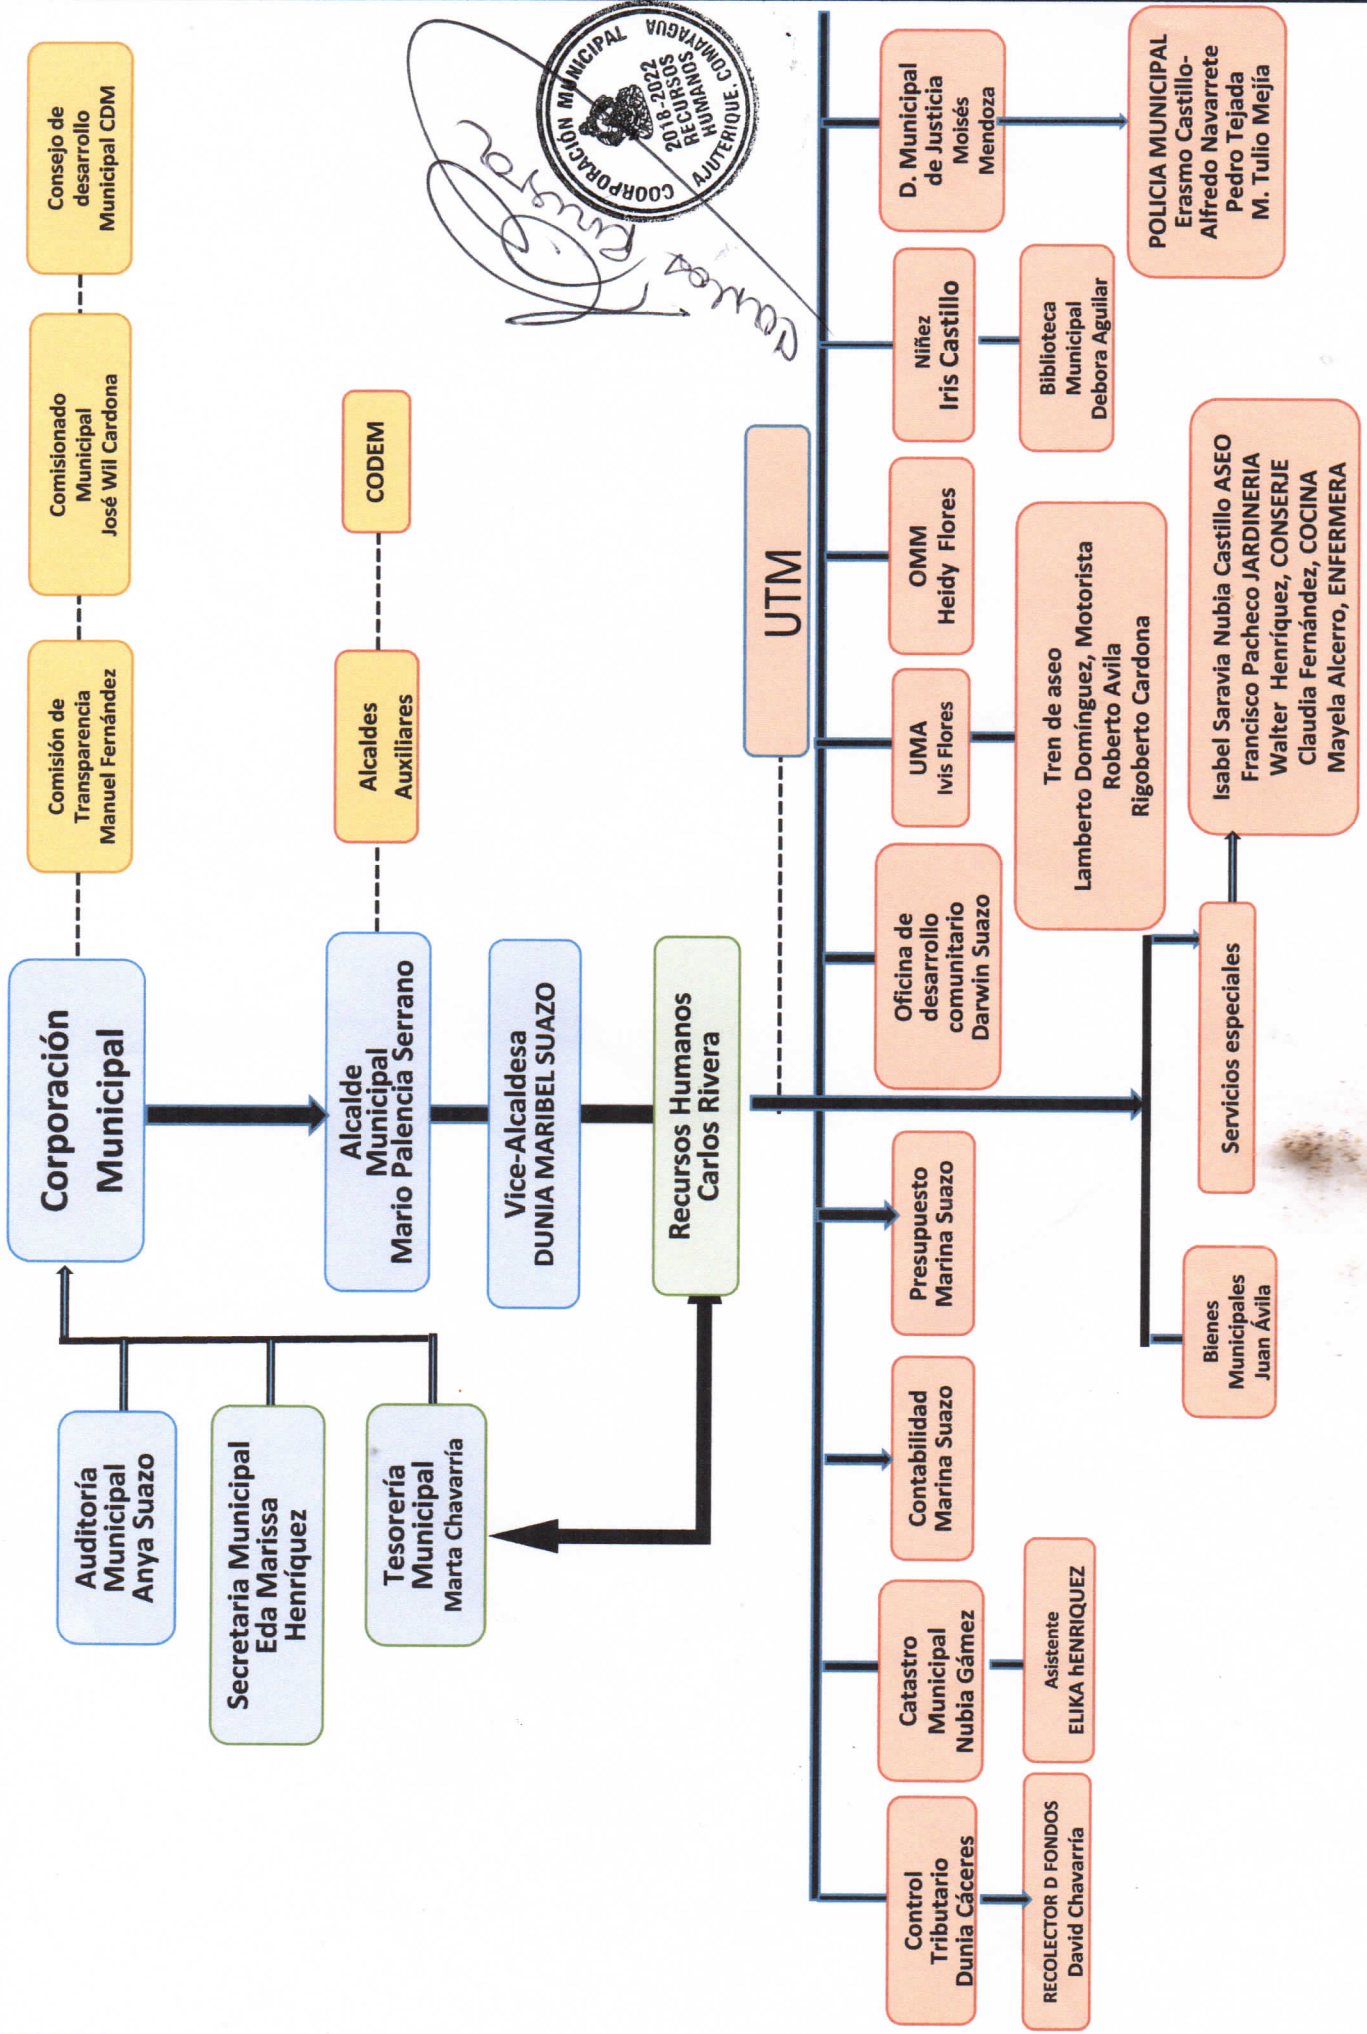 Corporación
Municipal
Comisión de
Transparencia
Manuel Fernández
Comisionado
Municipal
José Wil Cardona
Consejo de
desarrollo
Municipal CDM
Auditoría
Municipal
Anya Suazo
Secretaria Municipal
Eda Marissa
Henríquez
Tesorería
Municipal
Marta Chavarría
Alcalde
Municipal
Mario Palencia Serrano
Alcaldes
Auxiliares
CODEM
Vice-Alcaldesa
DUNIA MARIBEL SUAZO
Recursos Humanos
Carlos Rivera
Carlos Rivera
COORPORACIÓN MUNICIPAL
2018-2022
RECURSOS
HUMANOS
AJUTERIQUE. COMAYAGUA
UTM
Control
Tributario
Dunia Cáceres
Catastro
Municipal
Nubia Gámez
Contabilidad
Marina Suazo
Presupuesto
Marina Suazo
Oficina de
desarrollo
comunitario
Darwin Suazo
UMA
Ivis Flores
OMM
Heidy Flores
Niñez
Iris Castillo
D. Municipal
de Justicia
Moisés
Mendoza
RECOLECTOR D FONDOS
David Chavarría
Asistente
ELIKA hENRIQUEZ
Tren de aseo
Lamberto Domínguez, Motorista
Roberto Avila
Rigoberto Cardona
Biblioteca
Municipal
Debora Aguilar
POLICIA MUNICIPAL
Erasmo Castillo-
Alfredo Navarrete
Pedro Tejada
M. Tulio Mejía
Bienes
Municipales
Juan Ávila
Servicios especiales
Isabel Saravia Nubia Castillo ASEO
Francisco Pacheco JARDINERIA
Walter Henríquez, CONSERJE
Claudia Fernández, COCINA
Mayela Alcerro, ENFERMERA